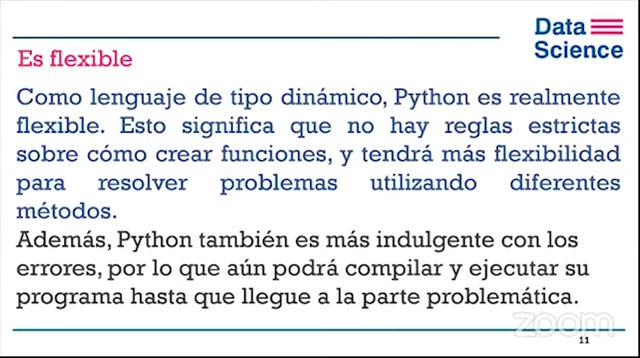 Data
Science
Es flexible
Como lenguaje de tipo dinámico, Python es realmente
flexible. Esto significa que no hay reglas estrictas
sobre cómo crear funciones, y tendrá más flexibilidad
para resolver problemas utilizando diferentes
métodos.
Además, Python también es más indulgente con los
errores, por lo que aún podrá compilar y ejecutar su
programa hasta que llegue a la parte problemática.
zoom
11